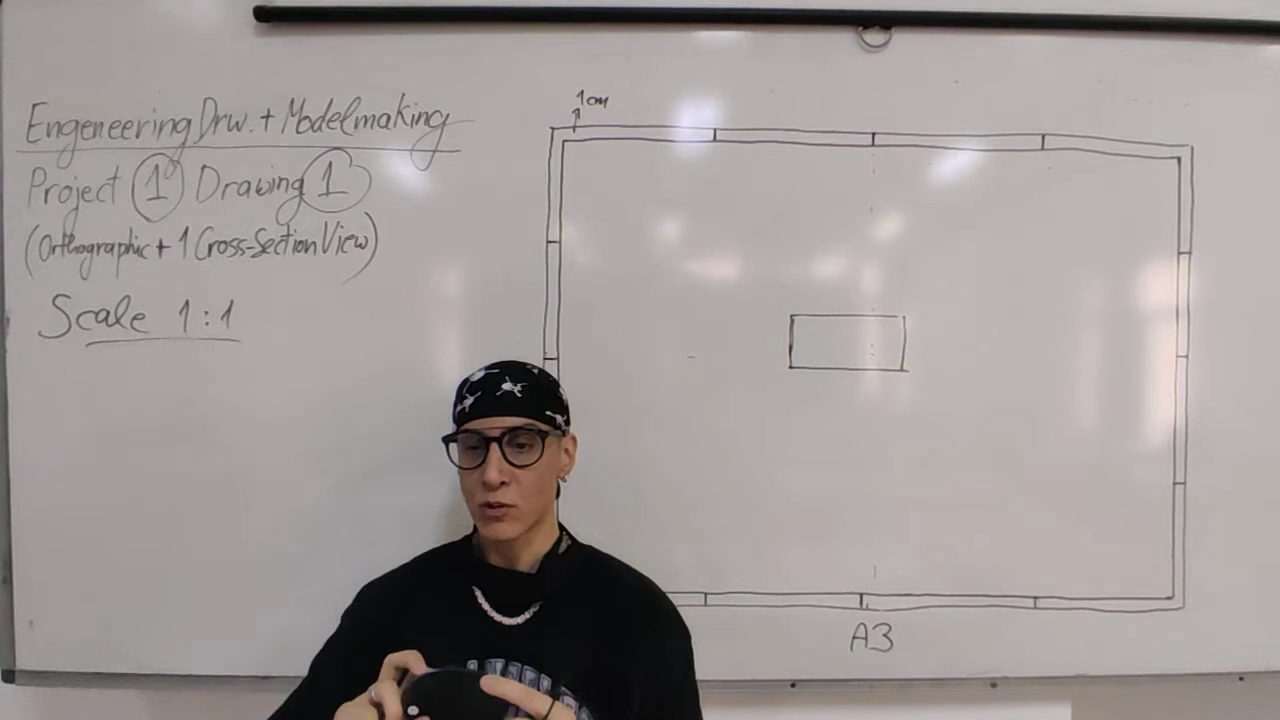 Engeneering Drw. + Modelmaking
Project 1 Drawing 1
(Orthographic + 1 Cross-Section View)
Scale 1:1
1cm
A3